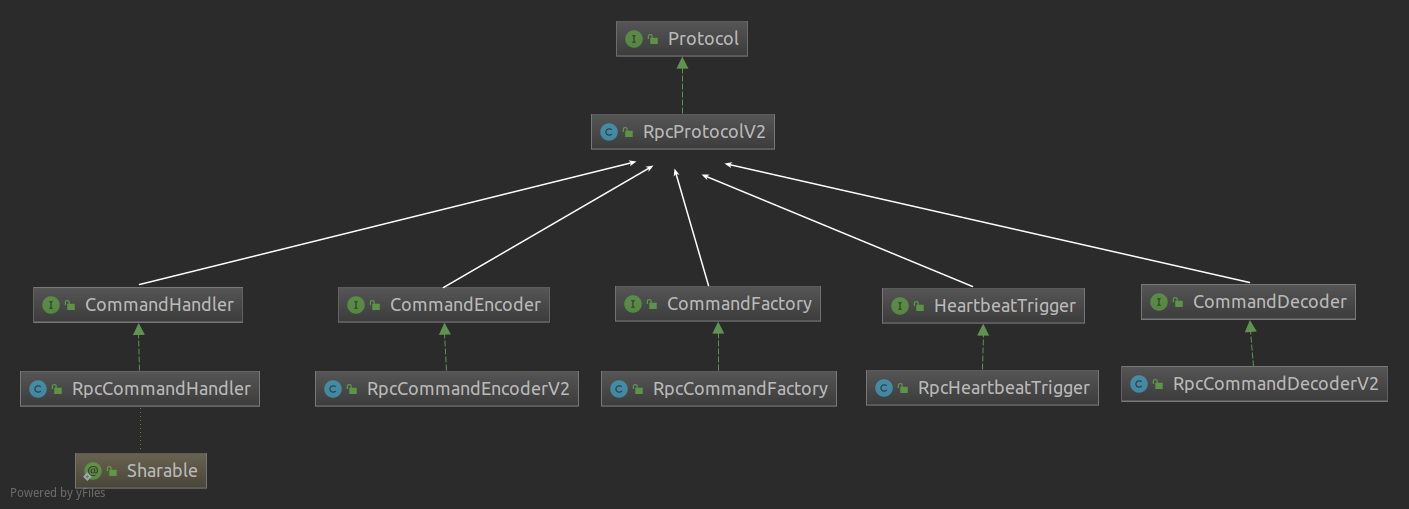 Protocol
RpcProtocolV2
CommandHandler
CommandEncoder
CommandFactory
HeartbeatTrigger
CommandDecoder
RpcCommandHandler
RpcCommandEncoderV2
RpcCommandFactory
RpcHeartbeatTrigger
RpcCommandDecoderV2
Sharable
Powered by yFiles